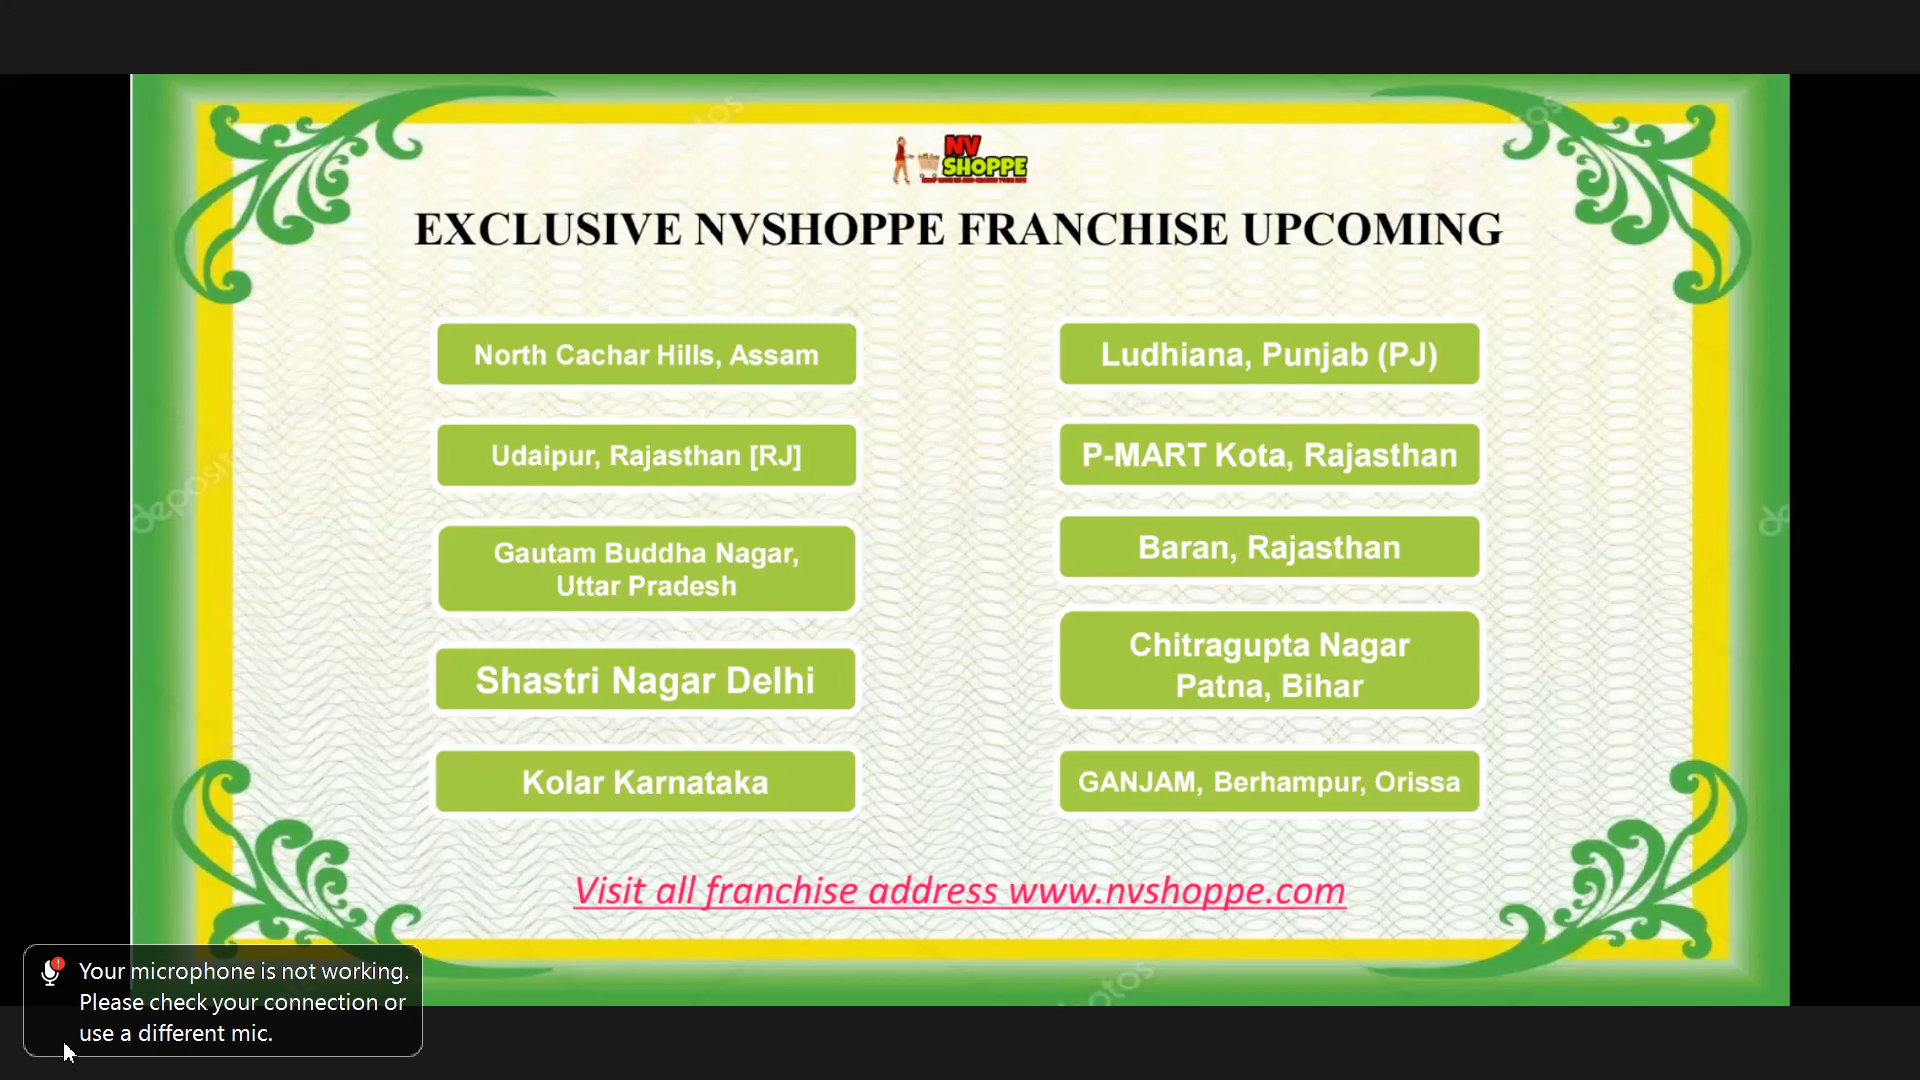 NV
SHOPPE
EXCLUSIVE NVSHOPPE FRANCHISE UPCOMING
North Cachar Hills, Assam
Udaipur, Rajasthan [RJ]
Gautam Buddha Nagar,
Uttar Pradesh
Shastri Nagar Delhi
Kolar Karnataka
Ludhiana, Punjab (PJ)
P-MART Kota, Rajasthan
Baran, Rajasthan
Chitragupta Nagar
Patna, Bihar
GANJAM, Berhampur, Orissa
Visit all franchise address www.nvshoppe.com
Your microphone is not working.
Please check your connection or
use a different mic.